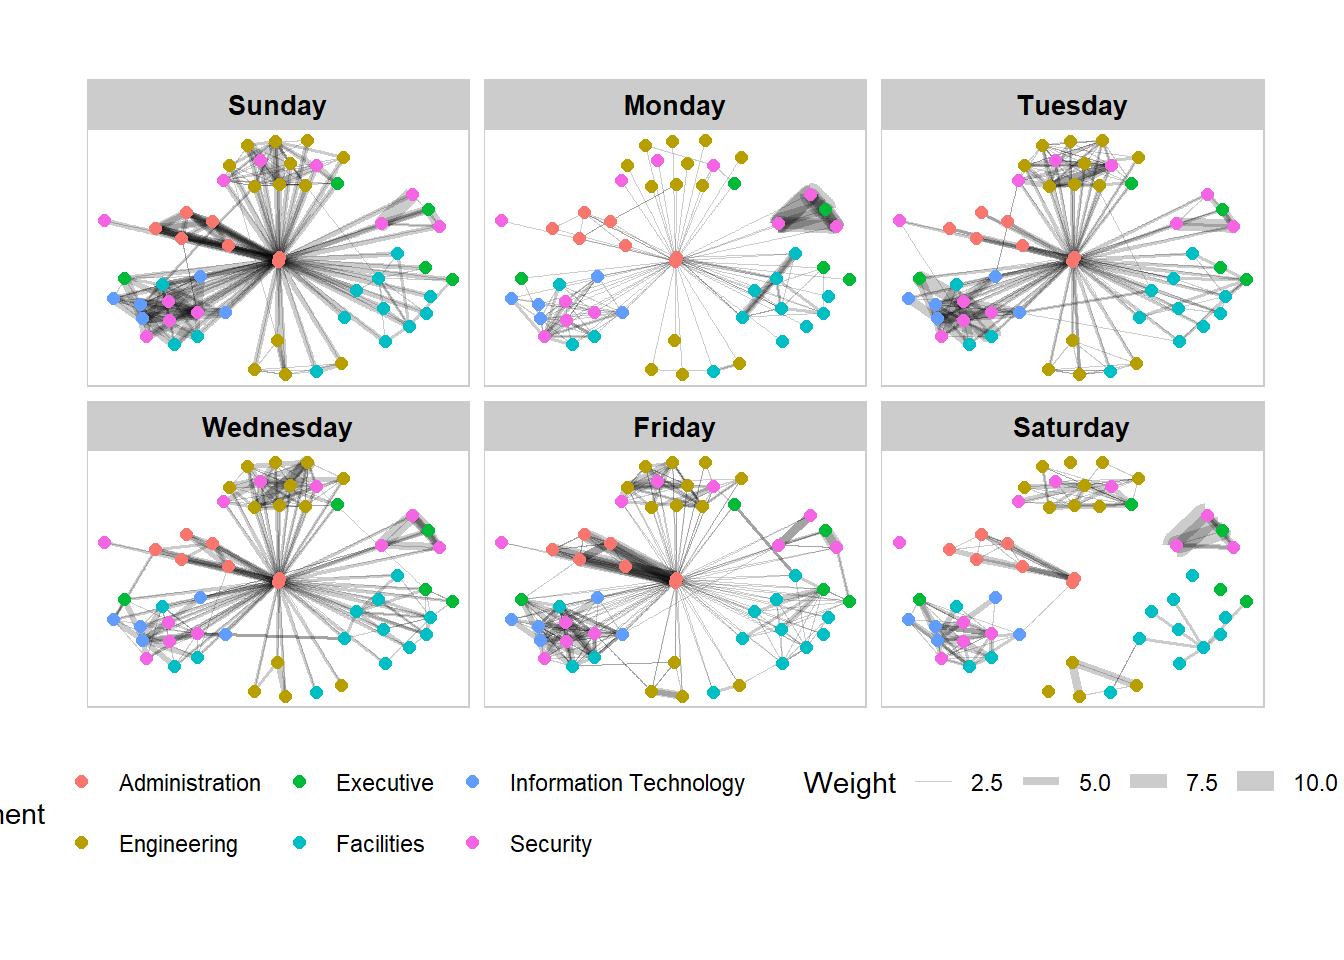 Sunday Monday Tuesday
Wednesday Friday Saturday
Administration Executive Information Technology Weight 2.5 5.0 7.5 10.0
Engineering Facilities Security